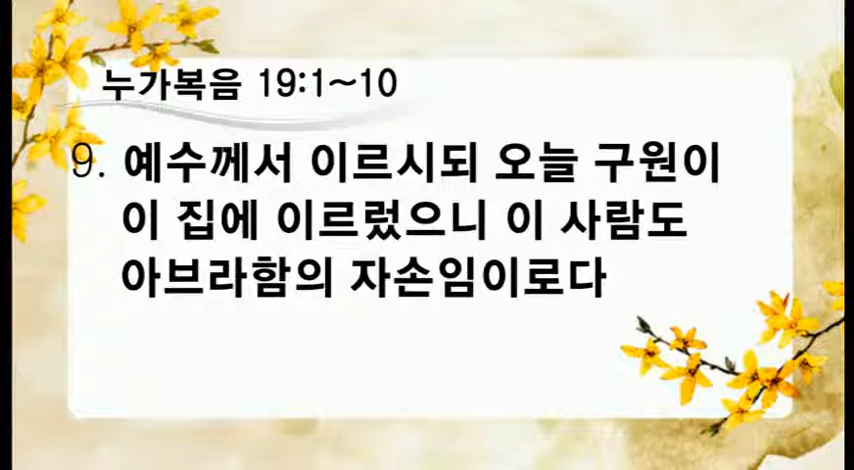 누가복음 19:1~10
9. 예수께서 이르시되 오늘 구원이
이 집에 이르렀으니 이 사람도
아브라함의 자손임이로다